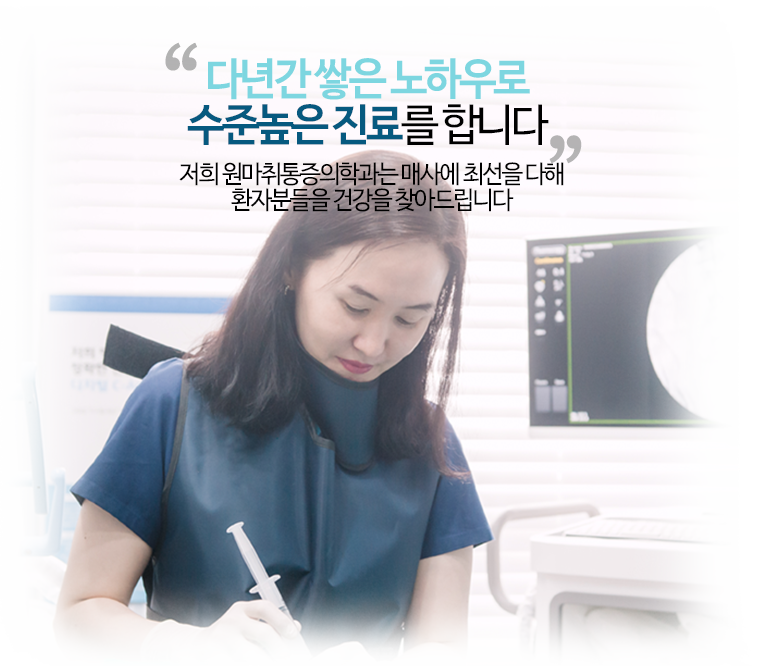 “ 다년간 쌓은 노하우로
수준높은 진료를 합니다 ”
저희 원마취통증의학과는 매사에 최선을 다해
환자분들을 건강을 찾아드립니다
저희